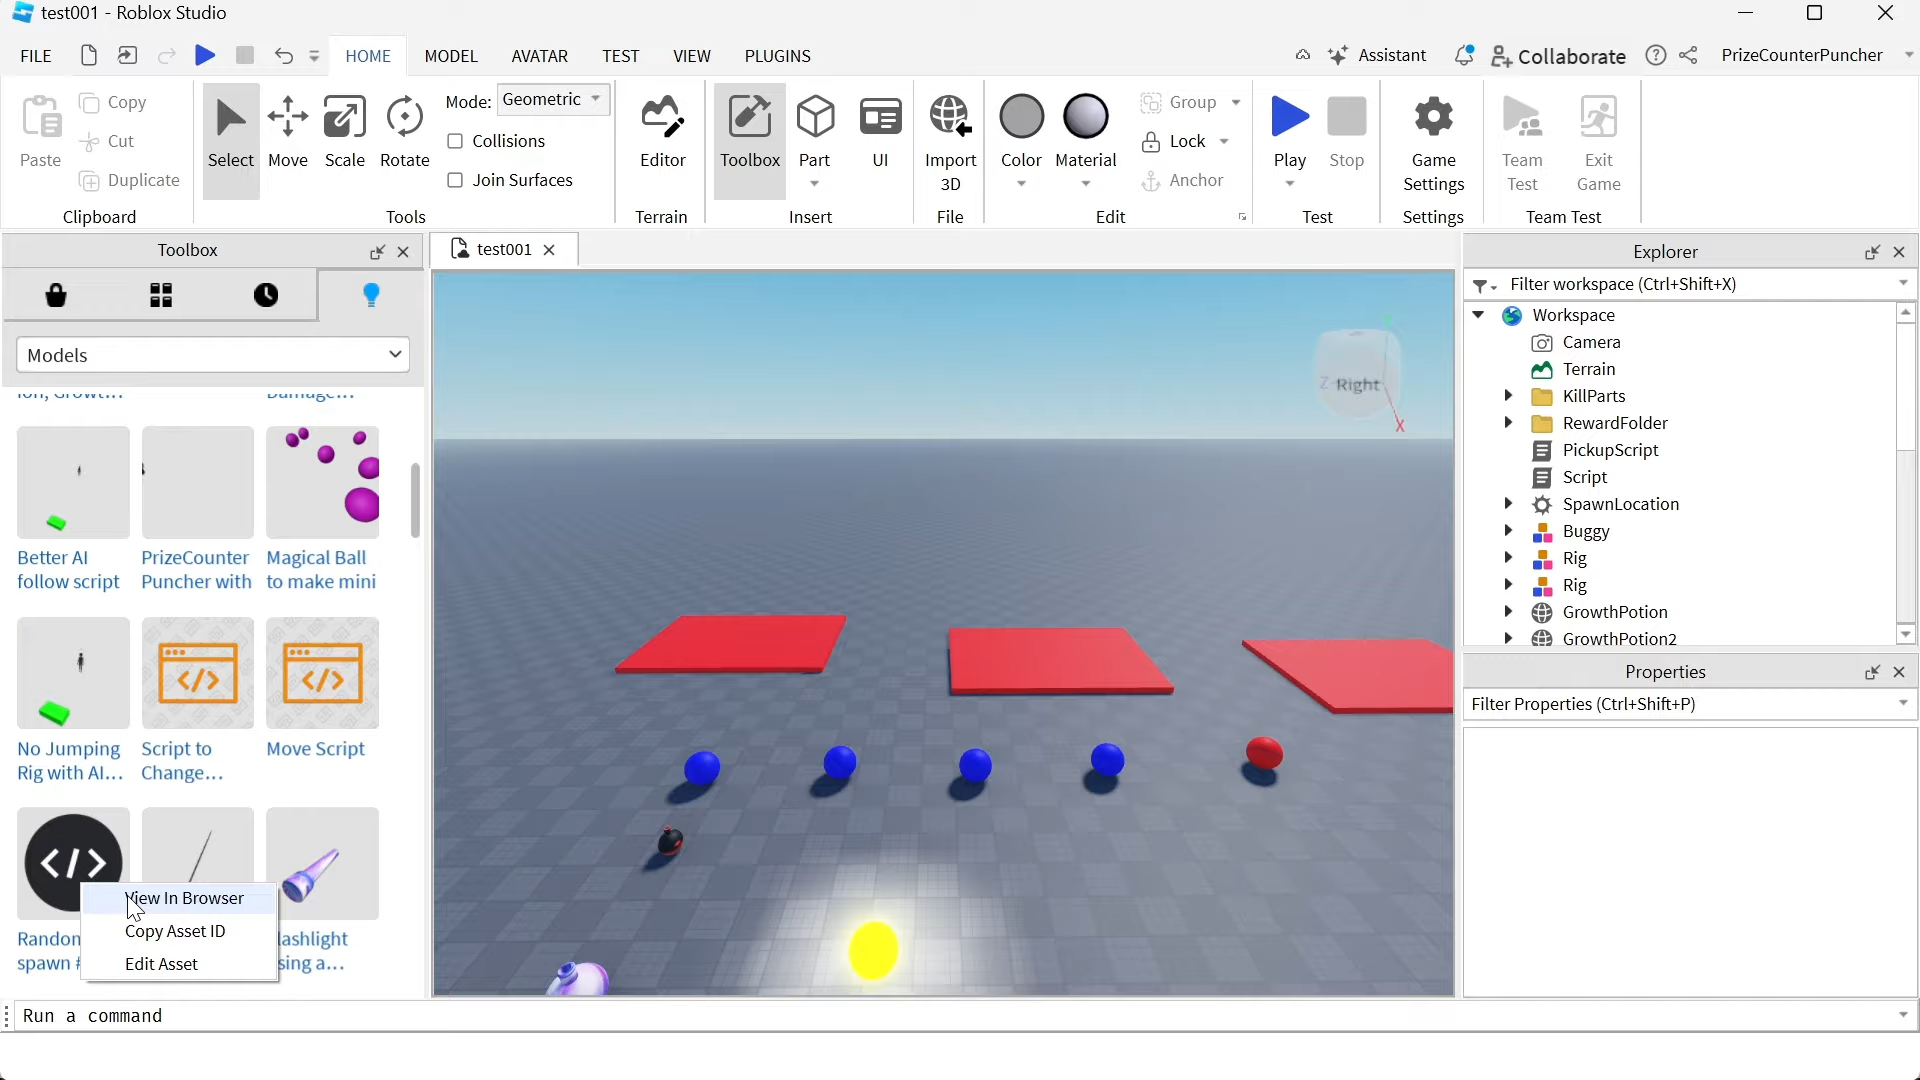 test001 - Roblox Studio
FILE HOME MODEL AVATAR TEST VIEW PLUGINS Assistant Collaborate PrizeCounterPuncher
Paste Copy Cut Duplicate
Clipboard
Select Move Scale Rotate
Mode: Geometric
Collisions
Join Surfaces
Tools
Editor
Terrain
Toolbox Part UI
Insert
Import
3D
File
Color Material
Group
Lock
Anchor
Edit
Play Stop
Test
Game
Settings
Settings
Team
Test
Exit
Game
Team Test
Toolbox
Models
Better AI
follow script
PrizeCounter
Puncher with
Magical Ball
to make mini
No Jumping
Rig with AI...
Script to
Change...
Move Script
spawn
View In Browser
Copy Asset ID
Edit Asset
test001
Right
Z
X
Explorer
Filter workspace (Ctrl+Shift+X)
Workspace
Camera
Terrain
KillParts
RewardFolder
PickupScript
Script
SpawnLocation
Buggy
Rig
Rig
GrowthPotion
GrowthPotion2
Properties
Filter Properties (Ctrl+Shift+P)
Run a command